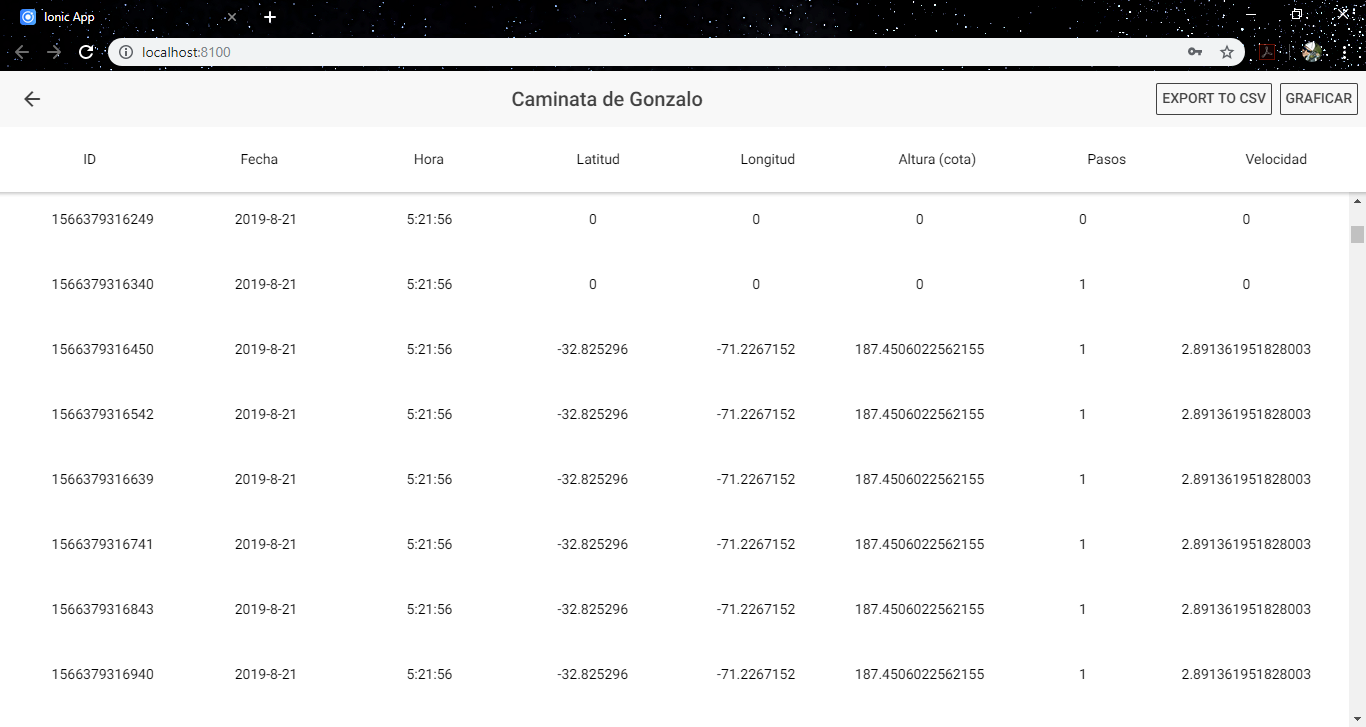 Ionic App
localhost:8100
Caminata de Gonzalo EXPORT TO CSV GRAFICAR
ID Fecha Hora Latitud Longitud Altura (cota) Pasos Velocidad
1566379316249 2019-8-21 5:21:56 0 0 0 0 0
1566379316340 2019-8-21 5:21:56 0 0 0 1 0
1566379316450 2019-8-21 5:21:56 -32.825296 -71.2267152 187.4506022562155 1 2.891361951828003
1566379316542 2019-8-21 5:21:56 -32.825296 -71.2267152 187.4506022562155 1 2.891361951828003
1566379316639 2019-8-21 5:21:56 -32.825296 -71.2267152 187.4506022562155 1 2.891361951828003
1566379316741 2019-8-21 5:21:56 -32.825296 -71.2267152 187.4506022562155 1 2.891361951828003
1566379316843 2019-8-21 5:21:56 -32.825296 -71.2267152 187.4506022562155 1 2.891361951828003
1566379316940 2019-8-21 5:21:56 -32.825296 -71.2267152 187.4506022562155 1 2.891361951828003